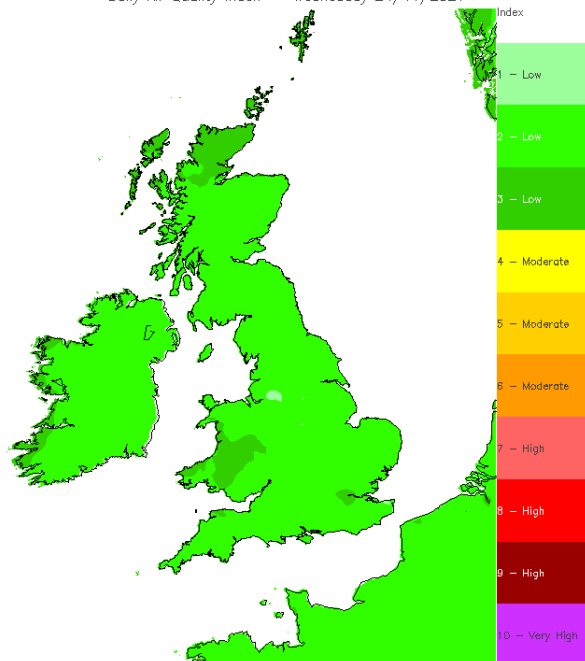 Index
1 – Low
2 – Low
3 – Low
4 – Moderate
5 – Moderate
6 – Moderate
7 – High
8 – High
9 – High
10 – Very High